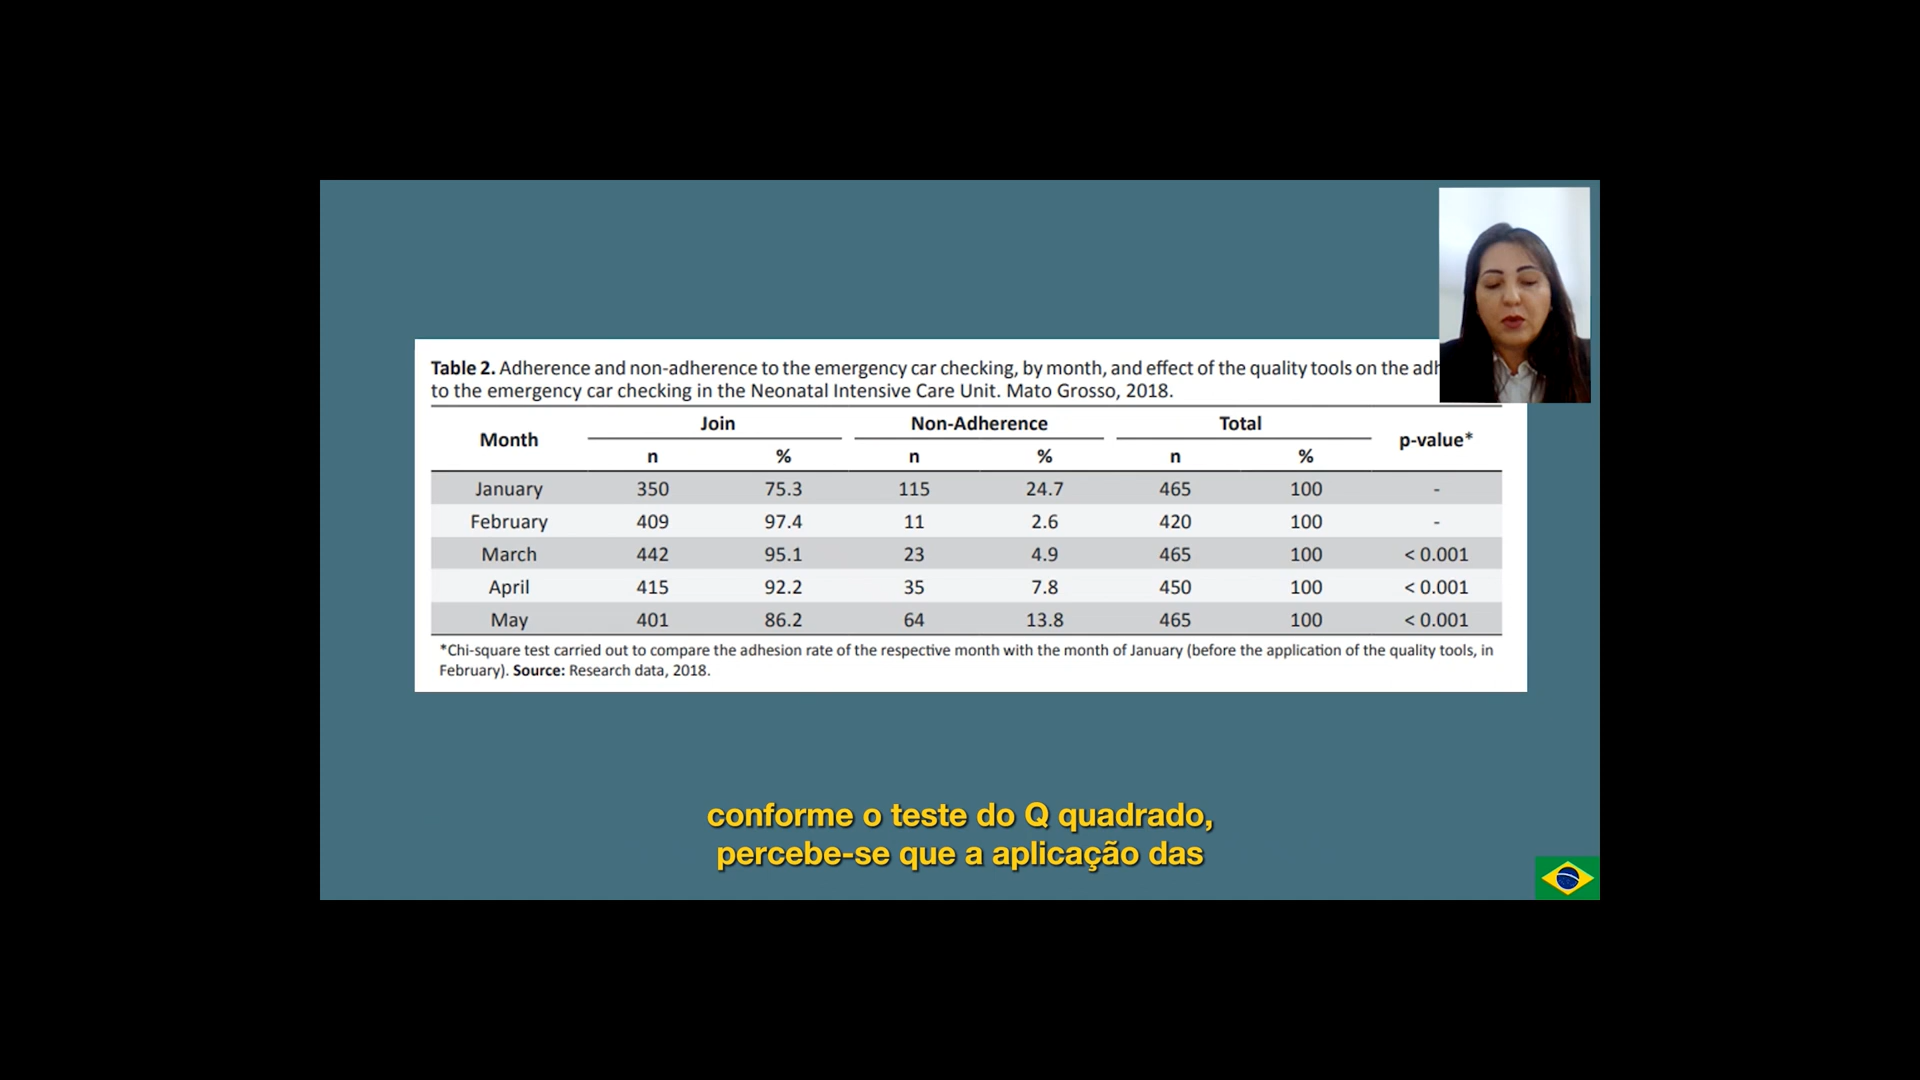 Table 2. Adherence and non-adherence to the emergency car checking, by month, and effect of the quality tools on the
to the emergency car checking in the Neonatal Intensive Care Unit. Mato Grosso, 2018.
Month Join Non-Adherence Total p-value*
n % n % n %
January 350 75.3 115 24.7 465 100 -
February 409 97.4 11 2.6 420 100 -
March 442 95.1 23 4.9 465 100 < 0.001
April 415 92.2 35 7.8 450 100 < 0.001
May 401 86.2 64 13.8 465 100 < 0.001
*Chi-square test carried out to compare the adhesion rate of the respective month with the month of January (before the application of the quality tools, in
February). Source: Research data, 2018.
conforme o teste do Q quadrado,
percebe-se que a aplicação das